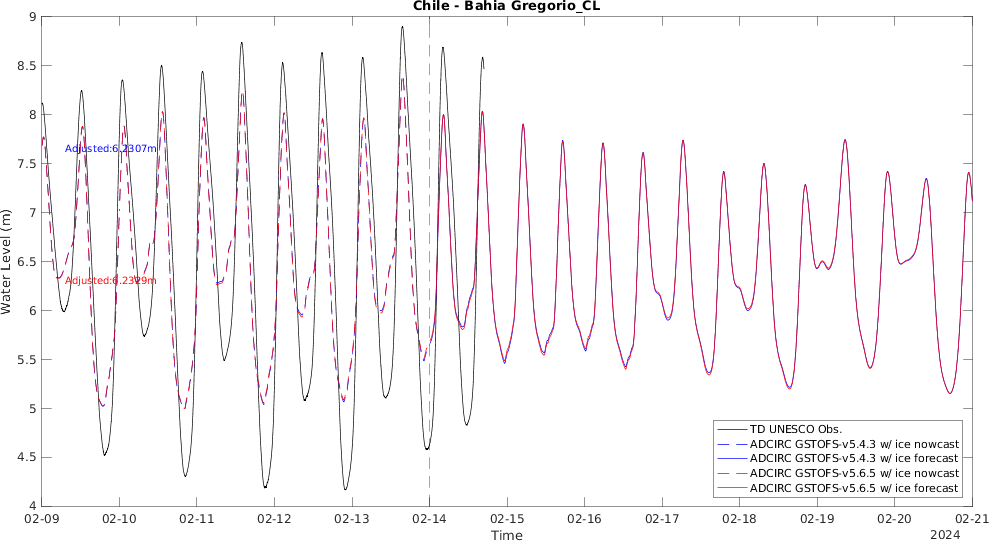 Chile - Bahia Gregorio_CL
Water Level (m)
9
8.5
8
7.5
7
6.5
6
5.5
5
4.5
4
Adjusted:6.2307m
Adjusted:6.2329m
TD UNESCO Obs.
ADCIRC GSTOFS-v5.4.3 w/ ice nowcast
ADCIRC GSTOFS-v5.4.3 w/ ice forecast
ADCIRC GSTOFS-v5.6.5 w/ ice nowcast
ADCIRC GSTOFS-v5.6.5 w/ ice forecast
02-09 02-10 02-11 02-12 02-13 02-14 02-15 02-16 02-17 02-18 02-19 02-20 02-21
Time
2024